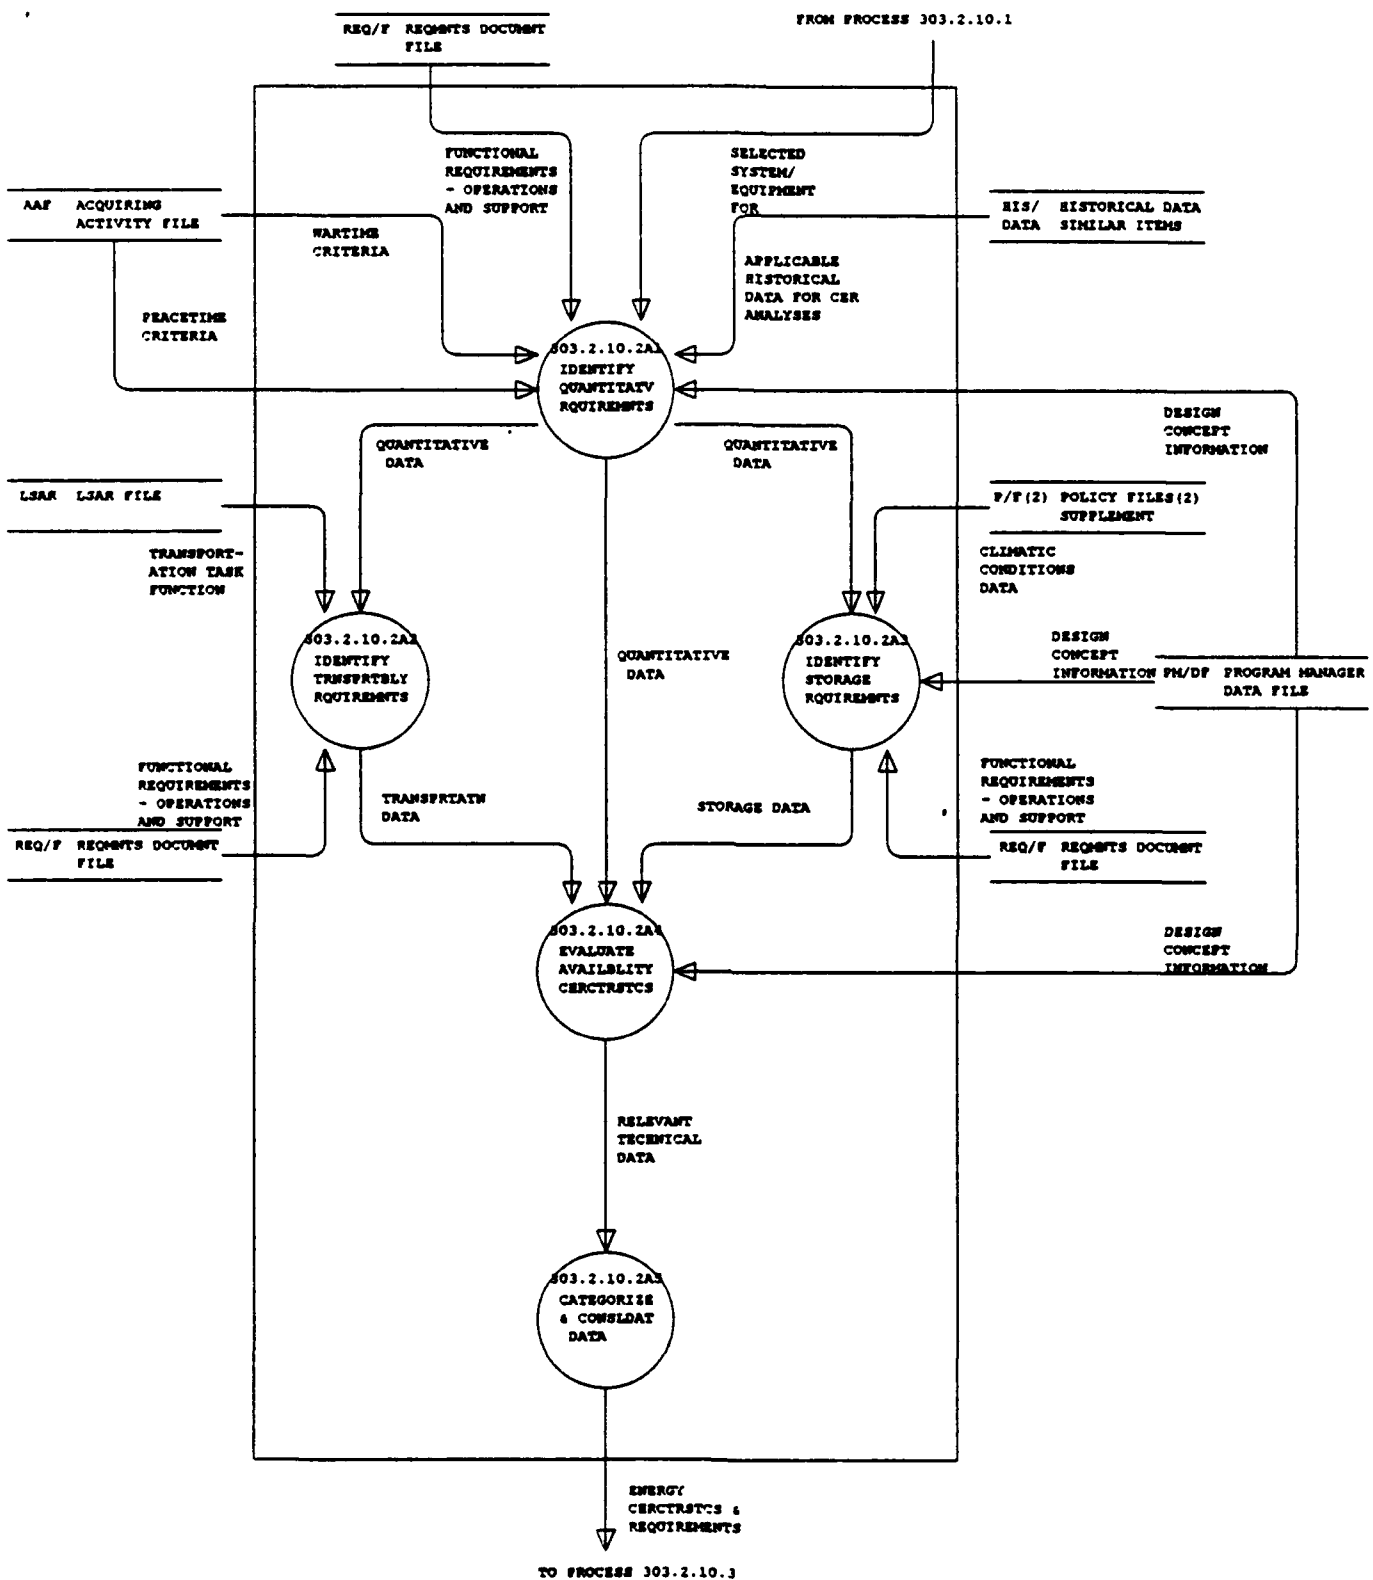 REQ/F REQMNTS DOCUMNT
FILE
FROM PROCESS 303.2.10.1
FUNCTIONAL
REQUIREMENTS
- OPERATIONS
AND SUPPORT
SELECTED
SYSTEM/
EQUIPMENT
FOR
AAF ACQUIRING
ACTIVITY FILE
WARTIME
CRITERIA
HIS/ HISTORICAL DATA
DATA SIMILAR ITEMS
APPLICABLE
HISTORICAL
DATA FOR CER
ANALYSES
PEACETIME
CRITERIA
303.2.10.2A1
IDENTIFY
QUANTITATV
RQUIREMNTS
DESIGN
CONCEPT
INFORMATION
QUANTITATIVE
DATA
QUANTITATIVE
DATA
LSAR LSAR FILE
P/F(2) POLICY FILES(2)
SUPPLEMENT
TRANSPORT-
ATION TASK
FUNCTION
CLIMATIC
CONDITIONS
DATA
303.2.10.2A2
IDENTIFY
TRNSPRTBLY
RQUIREMNTS
QUANTITATIVE
DATA
303.2.10.2A3
IDENTIFY
STORAGE
RQUIREMNTS
DESIGN
CONCEPT
INFORMATION
PM/DF PROGRAM MANAGER
DATA FILE
FUNCTIONAL
REQUIREMENTS
- OPERATIONS
AND SUPPORT
TRANSPRTATN
DATA
STORAGE DATA
FUNCTIONAL
REQUIREMENTS
- OPERATIONS
AND SUPPORT
REQ/F REQMNTS DOCUMNT
FILE
REQ/F REQMNTS DOCUMNT
FILE
303.2.10.2A4
EVALUATE
AVAILBLITY
CHRCTRSTCS
DESIGN
CONCEPT
INFORMATION
RELEVANT
TECHNICAL
DATA
303.2.10.2A5
CATEGORIZE
& CONSLDAT
DATA
ENERGY
CHRCTRSTCS &
REQUIREMENTS
TO PROCESS 303.2.10.3